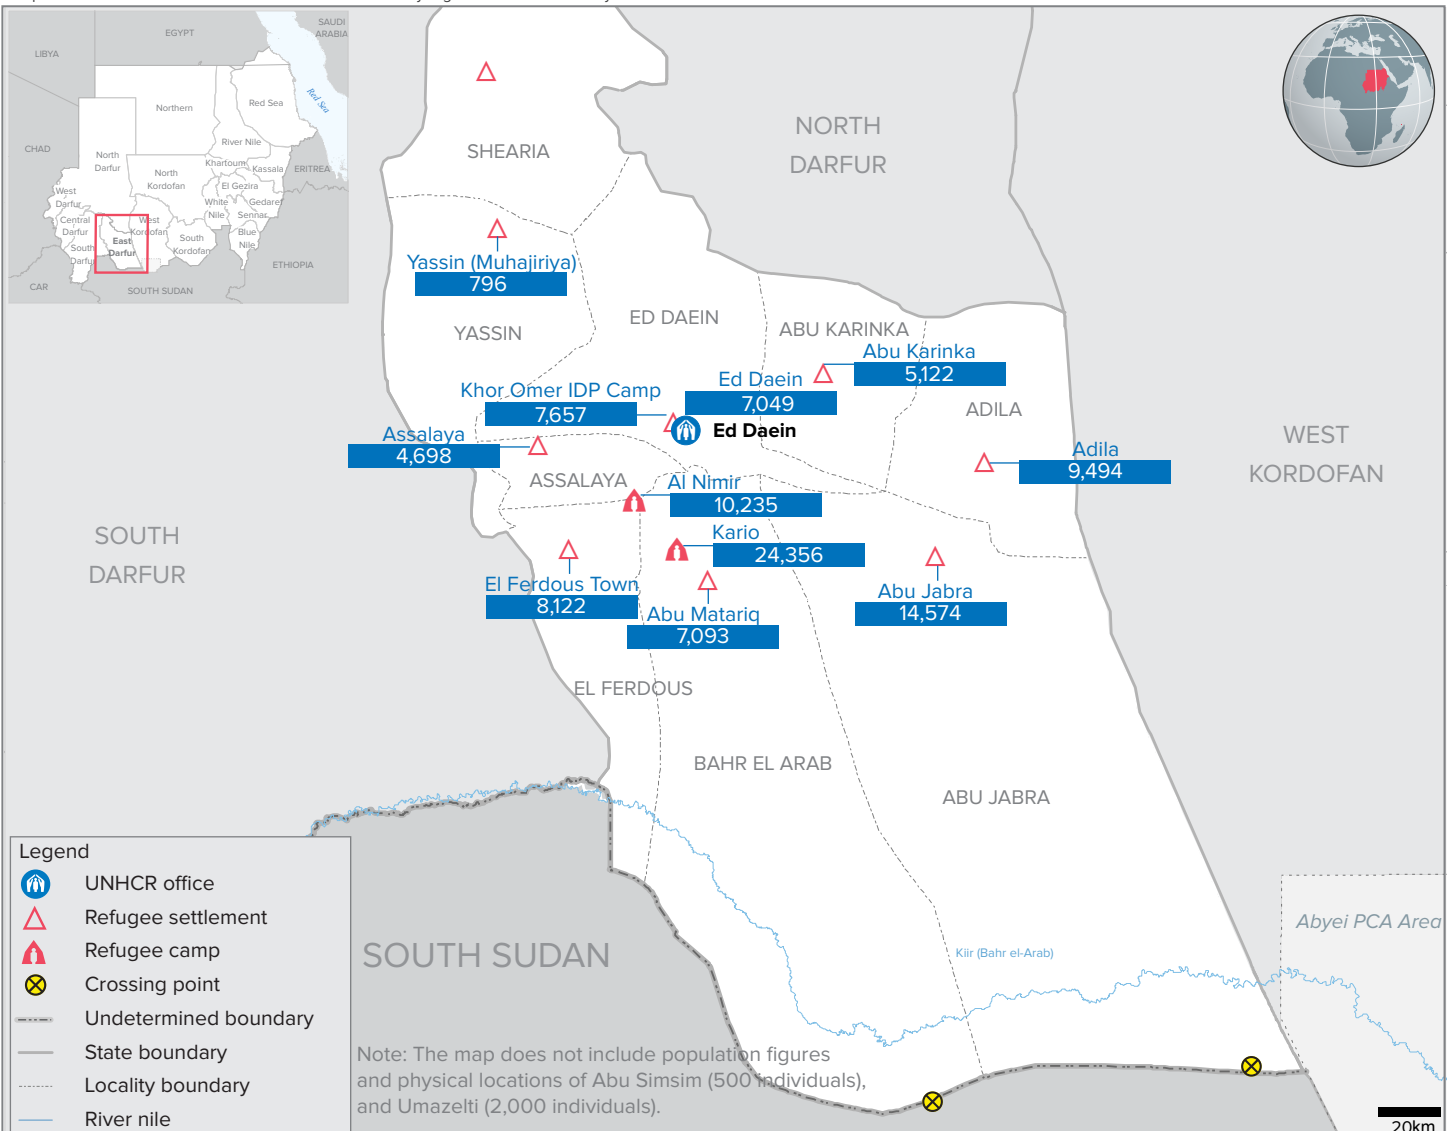 SAUDI
ARABIA
EGYPT
LIBYA
Red Sea
Northern
Red Sea
River Nile
CHAD
North
Darfur
Khartoum
Kassala
ERITREA
North
Kordofan
El Gezira
West
Darfur
White
Nile
Gedaref
Sennar
Central
Darfur
West
Kordofan
South
Kordofan
Blue
Nile
East
Darfur
South
Darfur
ETHIOPIA
CAR
SOUTH SUDAN
NORTH
DARFUR
SHEARIA
Yassin (Muhajiriya)
796
YASSIN
ED DAEIN
ABU KARINKA
Abu Karinka
5,122
Ed Daein
7,049
Khor Omer IDP Camp
7,657
Ed Daein
ADILA
Assalaya
4,698
Adila
9,494
WEST
KORDOFAN
ASSALAYA
Al Nimir
10,235
SOUTH
DARFUR
Kario
24,356
El Ferdous Town
8,122
Abu Matariq
7,093
Abu Jabra
14,574
EL FERDOUS
BAHR EL ARAB
ABU JABRA
Abyei PCA Area
SOUTH SUDAN
Kiir (Bahr el-Arab)
Legend
UNHCR office
Refugee settlement
Refugee camp
Crossing point
Undetermined boundary
State boundary
Locality boundary
River nile
Note: The map does not include population figures
and physical locations of Abu Simsim (500 individuals),
and Umazelti (2,000 individuals).
20km